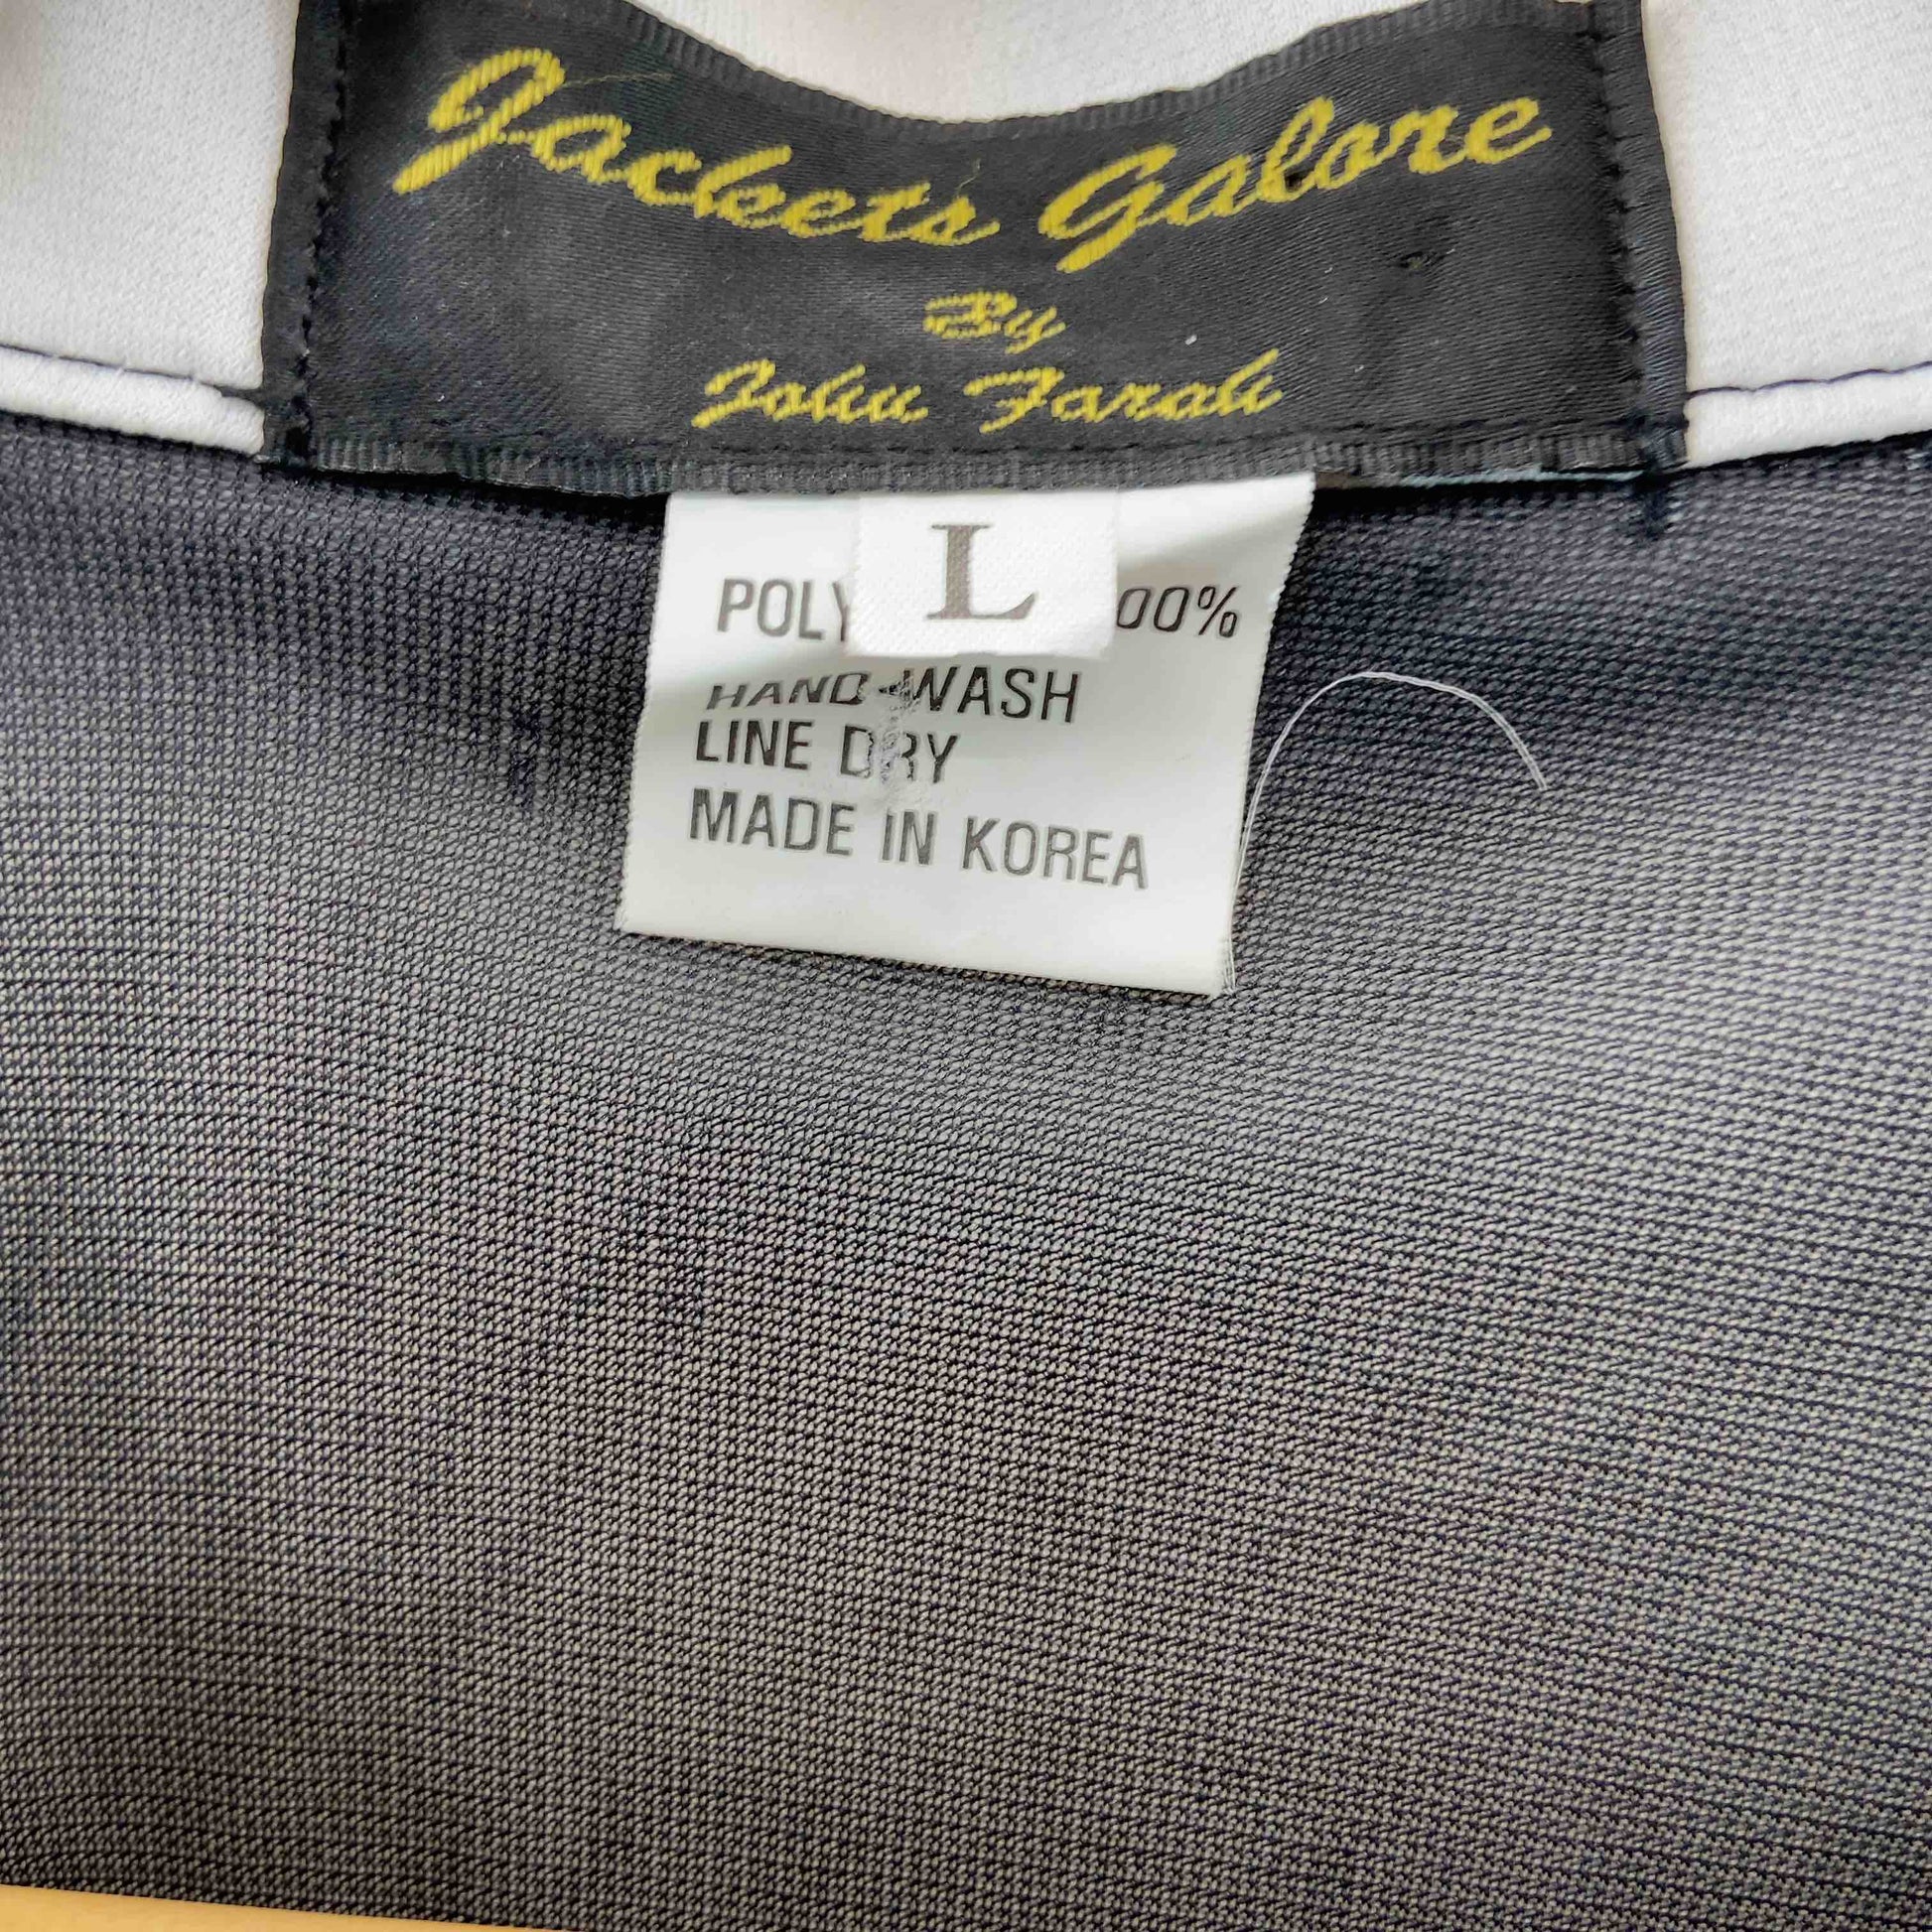 Jackets Galore
By
John Farah
L
POLY 00%
HAND WASH
LINE DRY
MADE IN KOREA